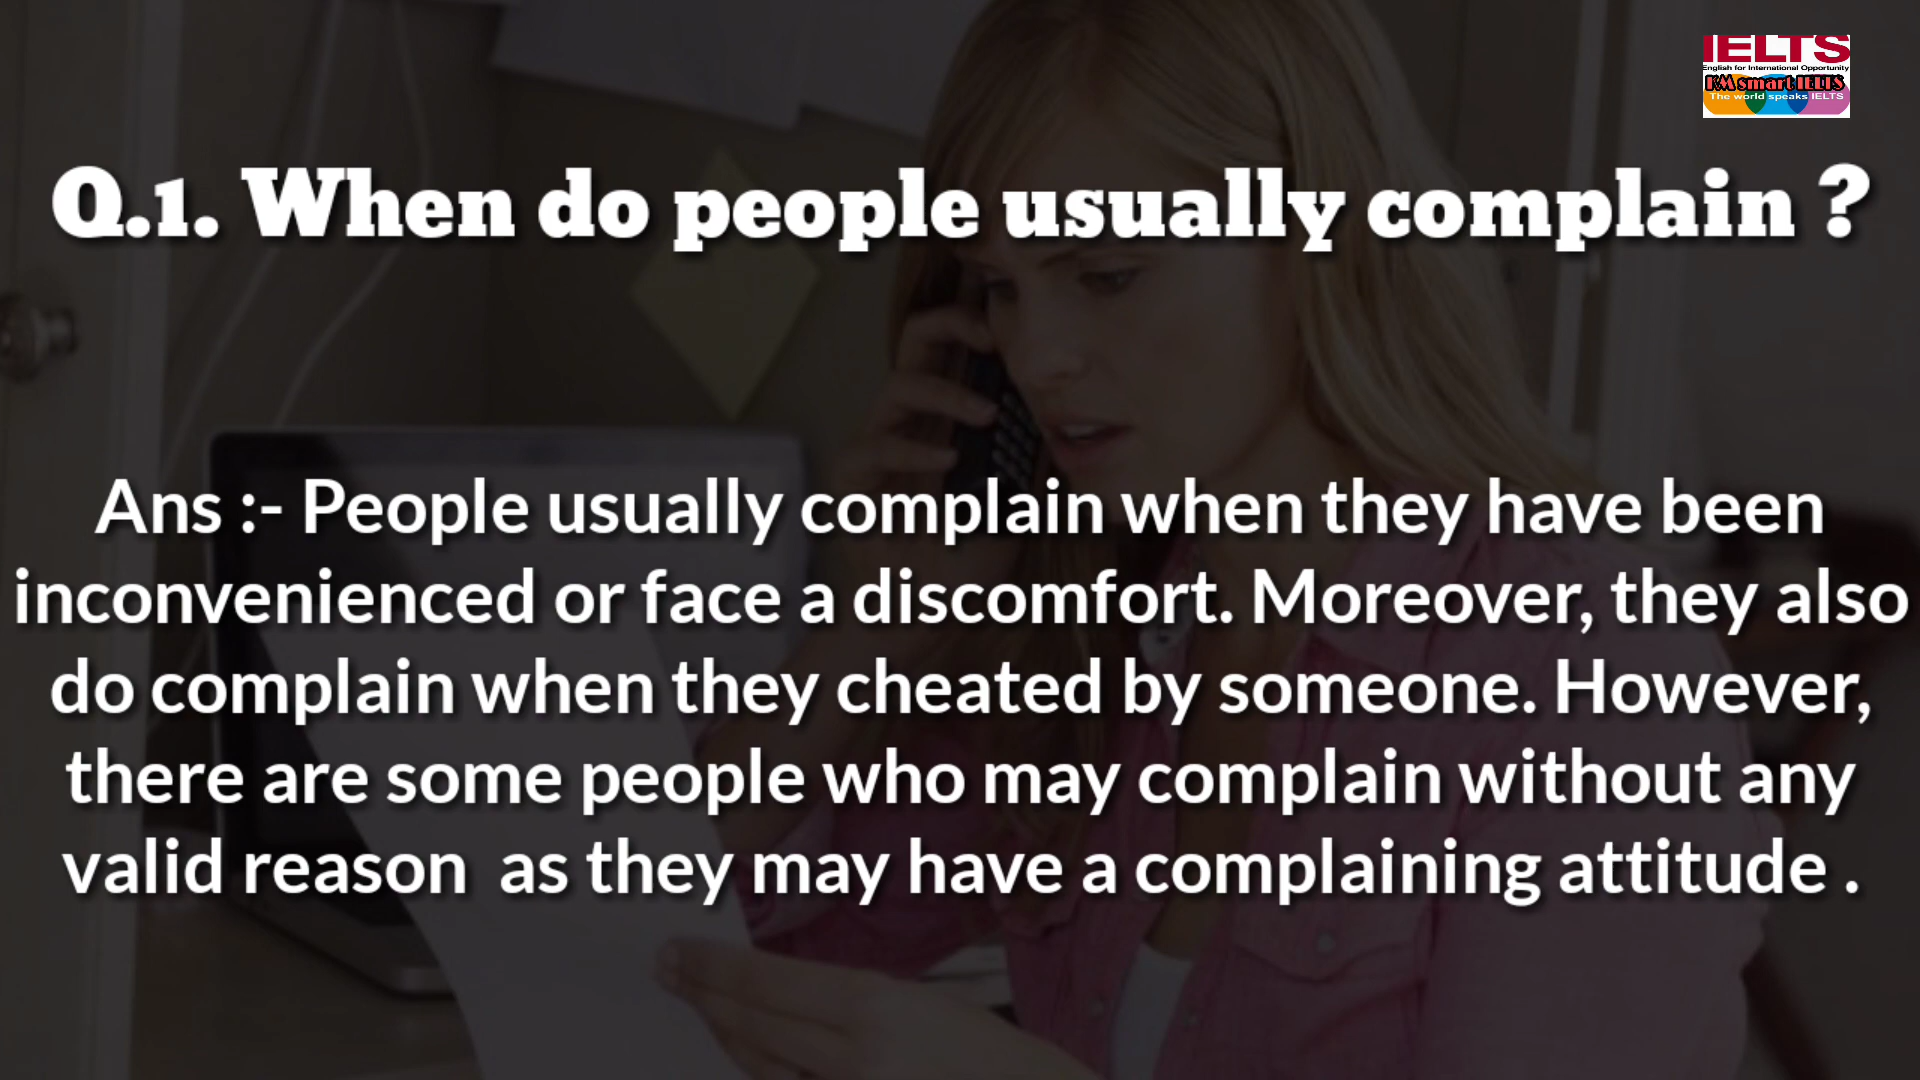 IELTS
English for International Opportunity
KM smart IELTS
The world speaks IELTS
Q.1. When do people usually complain ?
Ans :- People usually complain when they have been
inconvenienced or face a discomfort. Moreover, they also
do complain when they cheated by someone. However,
there are some people who may complain without any
valid reason  as they may have a complaining attitude .